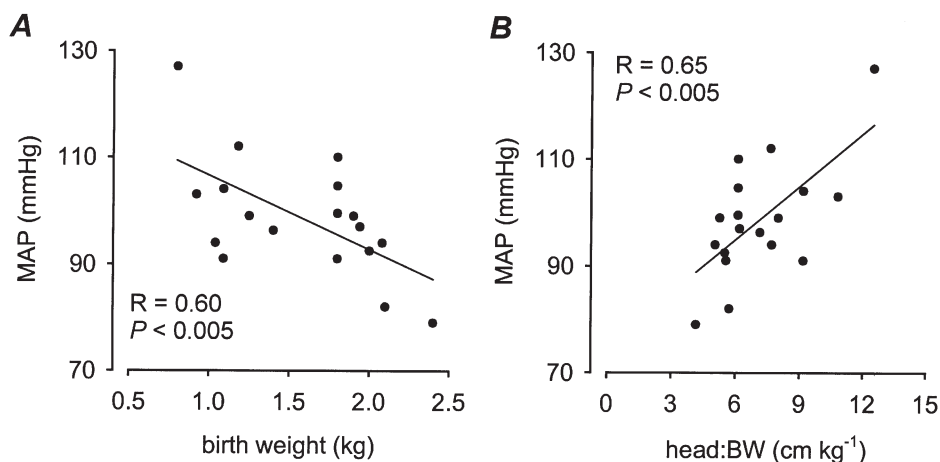 A
130
110
90
70
MAP (mmHg)
R = 0.60
P < 0.005
0.5 1.0 1.5 2.0 2.5
birth weight (kg)
B
130
110
90
70
MAP (mmHg)
R = 0.65
P < 0.005
0 3 6 9 12 15
head:BW (cm kg⁻¹)